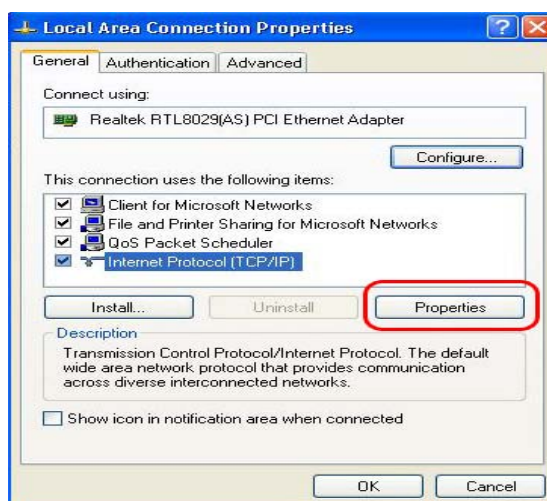 Local Area Connection Properties
General Authentication Advanced
Connect using:
Realtek RTL8029(AS) PCI Ethernet Adapter
Configure...
This connection uses the following items:
Client for Microsoft Networks
File and Printer Sharing for Microsoft Networks
QoS Packet Scheduler
Internet Protocol (TCP/IP)
Install... Uninstall Properties
Description
Transmission Control Protocol/Internet Protocol. The default
wide area network protocol that provides communication
across diverse interconnected networks.
Show icon in notification area when connected
OK Cancel